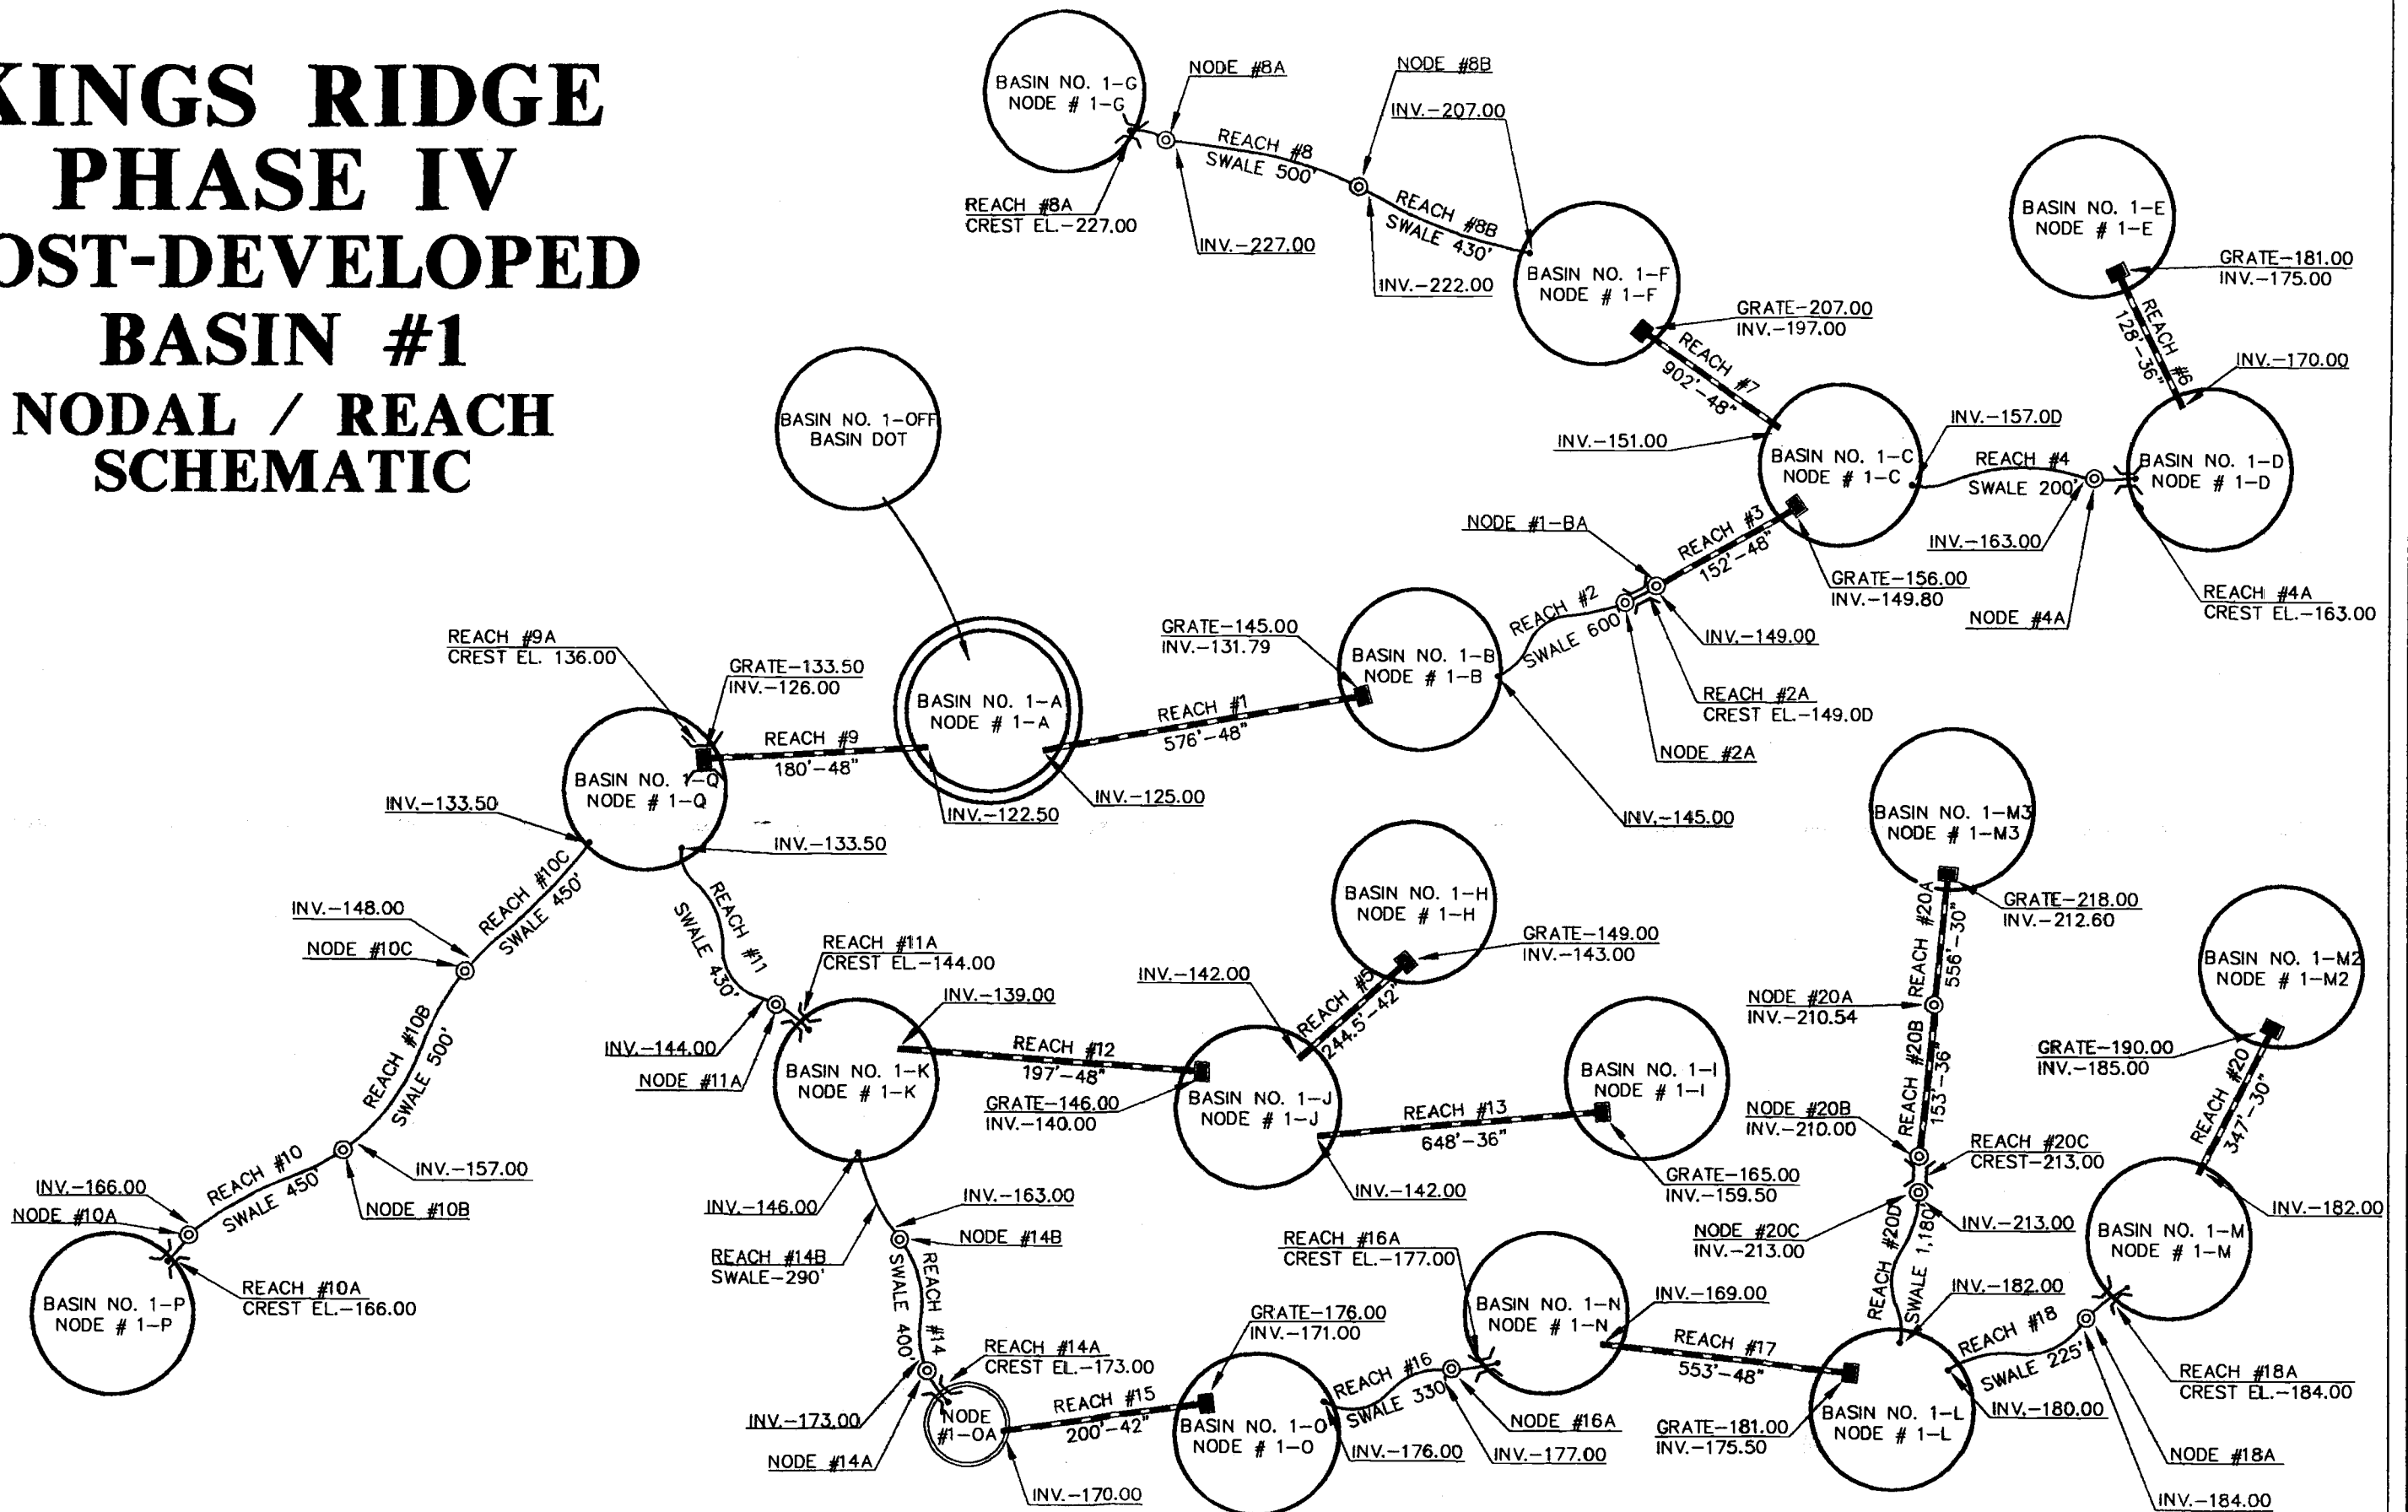 KINGS RIDGE
PHASE IV
OST-DEVELOPED
BASIN #1
NODAL / REACH
SCHEMATIC
BASIN NO. 1-G
NODE # 1-G
NODE #8A
REACH #8
SWALE 500'
REACH #8A
CREST EL.-227.00
INV.-227.00
NODE #8B
INV.-207.00
REACH #8B
SWALE 430'
INV.-222.00
BASIN NO. 1-F
NODE # 1-F
GRATE-207.00
INV.-197.00
REACH #7
902'-48"
INV.-151.00
BASIN NO. 1-E
NODE # 1-E
GRATE-181.00
INV.-175.00
REACH #6
128'-36"
INV.-170.00
BASIN NO. 1-C
NODE # 1-C
INV.-157.0D
REACH #4
SWALE 200'
BASIN NO. 1-D
NODE # 1-D
INV.-163.00
NODE #4A
REACH #4A
CREST EL.-163.00
NODE #1-BA
REACH #3
152'-48"
GRATE-156.00
INV.-149.80
INV.-149.00
REACH #2
SWALE 600'
REACH #2A
CREST EL.-149.0D
NODE #2A
INV.-145.00
BASIN NO. 1-OFF
BASIN DOT
BASIN NO. 1-B
NODE # 1-B
GRATE-145.00
INV.-131.79
REACH #1
576'-48"
BASIN NO. 1-A
NODE # 1-A
INV.-125.00
INV.-122.50
REACH #9A
CREST EL. 136.00
GRATE-133.50
INV.-126.00
REACH #9
180'-48"
BASIN NO. 1-Q
NODE # 1-Q
INV.-133.50
INV.-133.50
REACH #10C
SWALE 450'
INV.-148.00
NODE #10C
REACH #10B
SWALE 500'
INV.-157.00
NODE #10B
REACH #10
SWALE 450'
INV.-166.00
NODE #10A
REACH #10A
CREST EL.-166.00
BASIN NO. 1-P
NODE # 1-P
REACH #11
SWALE 430'
REACH #11A
CREST EL.-144.00
INV.-139.00
INV.-144.00
NODE #11A
BASIN NO. 1-K
NODE # 1-K
REACH #12
197'-48"
GRATE-146.00
INV.-140.00
BASIN NO. 1-H
NODE # 1-H
GRATE-149.00
INV.-143.00
INV.-142.00
REACH #5
244.5'-42"
BASIN NO. 1-J
NODE # 1-J
REACH #13
648'-36"
INV.-142.00
BASIN NO. 1-I
NODE # 1-I
GRATE-165.00
INV.-159.50
INV.-146.00
INV.-163.00
NODE #14B
REACH #14B
SWALE-290'
REACH #14
SWALE 400'
REACH #14A
CREST EL.-173.00
INV.-173.00
NODE #14A
NODE
#1-OA
REACH #15
200'-42"
INV.-170.00
GRATE-176.00
INV.-171.00
BASIN NO. 1-O
NODE # 1-O
INV.-176.00
REACH #16
SWALE 330'
REACH #16A
CREST EL.-177.00
NODE #16A
INV.-177.00
BASIN NO. 1-N
NODE # 1-N
INV.-169.00
REACH #17
553'-48"
GRATE-181.00
INV.-175.50
BASIN NO. 1-L
NODE # 1-L
BASIN NO. 1-M3
NODE # 1-M3
GRATE-218.00
INV.-212.60
REACH #20A
556'-30"
NODE #20A
INV.-210.54
REACH #20B
153'-36"
NODE #20B
INV.-210.00
REACH #20C
CREST-213.00
NODE #20C
INV.-213.00
INV.-213.00
REACH #20D
SWALE 1,180'
INV.-182.00
BASIN NO. 1-M2
NODE # 1-M2
GRATE-190.00
INV.-185.00
REACH #20
347'-30"
INV.-182.00
BASIN NO. 1-M
NODE # 1-M
REACH #18
SWALE 225'
INV.-180.00
REACH #18A
CREST EL.-184.00
NODE #18A
INV.-184.00